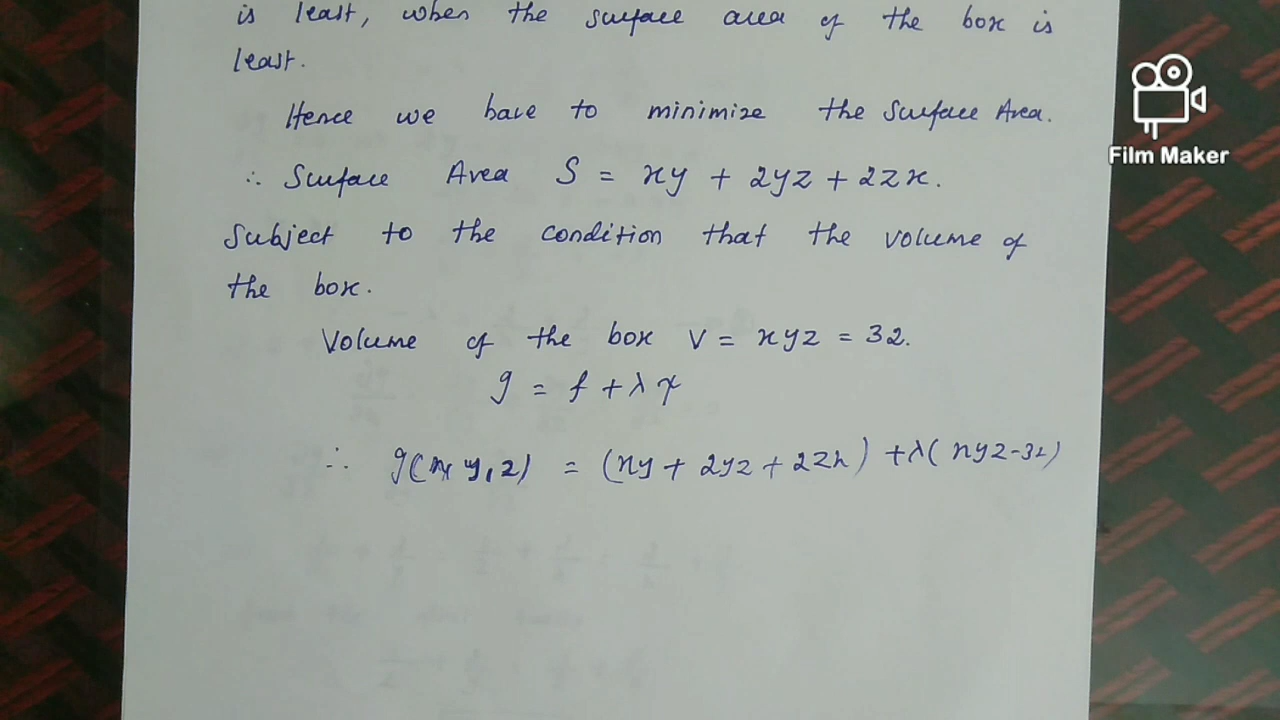 is least, when the surface area of the box is
least.
Hence we have to minimize the Surface Area.
∴ Surface Area S = xy + 2yz + 2zx.
Subject to the condition that the volume of
the box.
Volume of the box V = xyz = 32.
g = f + λ
∴ g(x, y, z) = (xy + 2yz + 2zx) + λ( xyz-32)
Film Maker